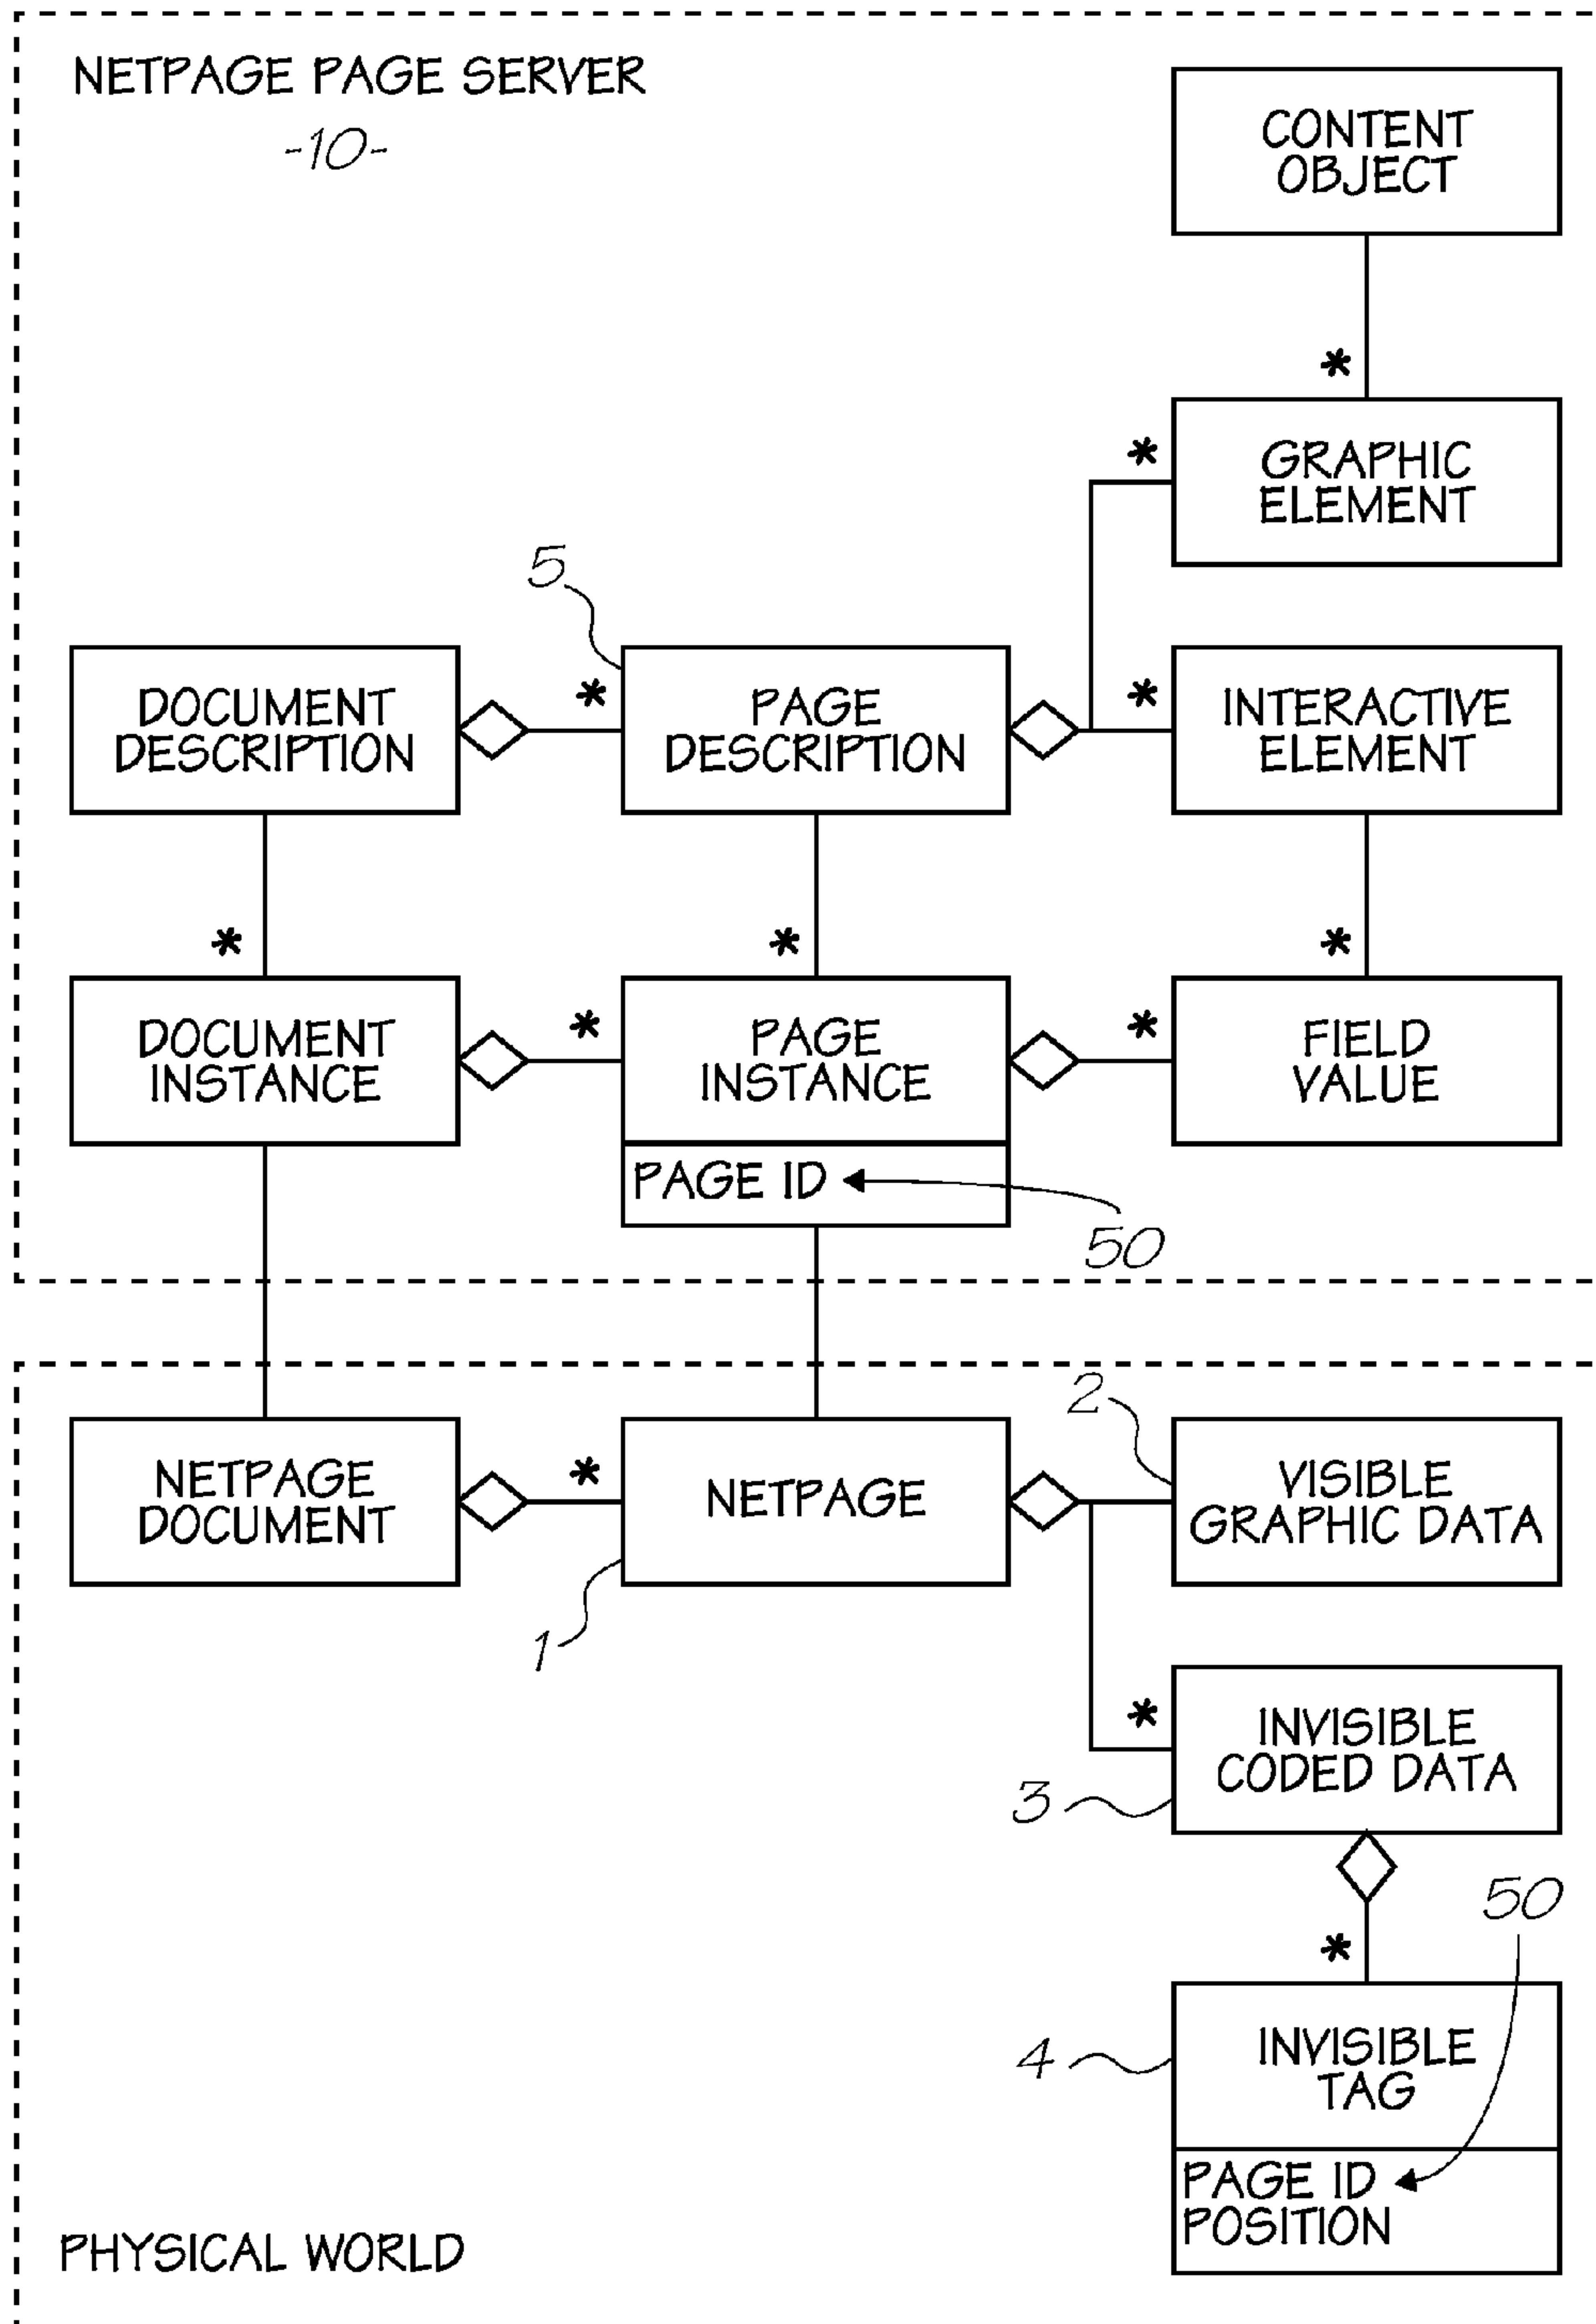 NETPAGE PAGE SERVER
-10-
CONTENT
OBJECT
*
*
GRAPHIC
ELEMENT
5
DOCUMENT
DESCRIPTION
*
PAGE
DESCRIPTION
*
INTERACTIVE
ELEMENT
*
*
*
DOCUMENT
INSTANCE
*
PAGE
INSTANCE
*
FIELD
VALUE
PAGE ID
50
2
NETPAGE
DOCUMENT
*
NETPAGE
VISIBLE
GRAPHIC DATA
1
*
INVISIBLE
CODED DATA
3
50
*
4
INVISIBLE
TAG
PAGE ID
POSITION
PHYSICAL WORLD